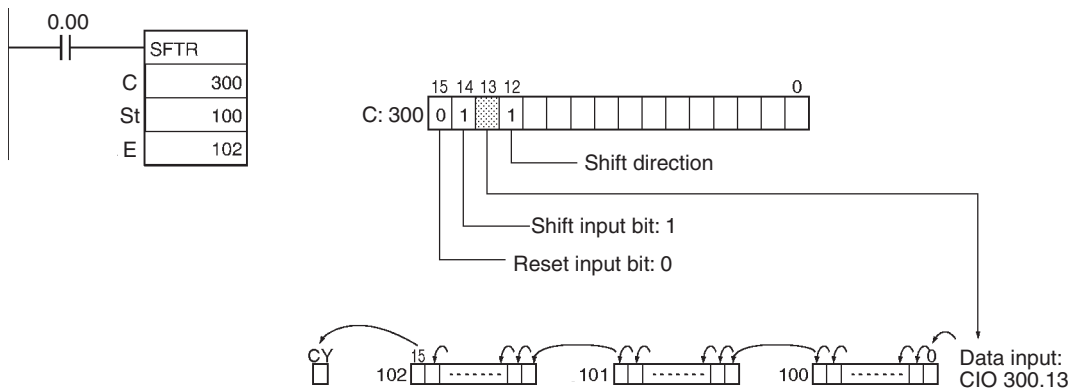 0.00
SFTR
C 300
St 100
E 102
15 14 13 12 0
C: 300 0 1 1
Shift direction
Shift input bit: 1
Reset input bit: 0
CY 15 0 Data input:
102 101 100 CIO 300.13